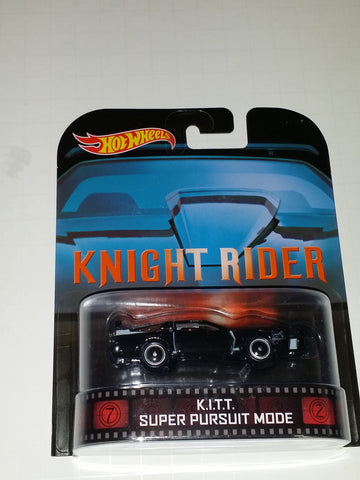 HOT WHEELS
KNIGHT RIDER
K.I.T.T.
7 SUPER PURSUIT MODE 2